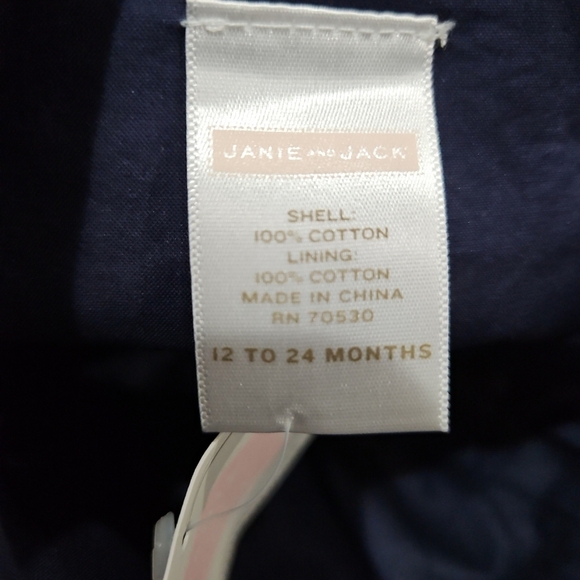 JANIE AND JACK
SHELL:
100% COTTON
LINING:
100% COTTON
MADE IN CHINA
RN 70530
12 TO 24 MONTHS